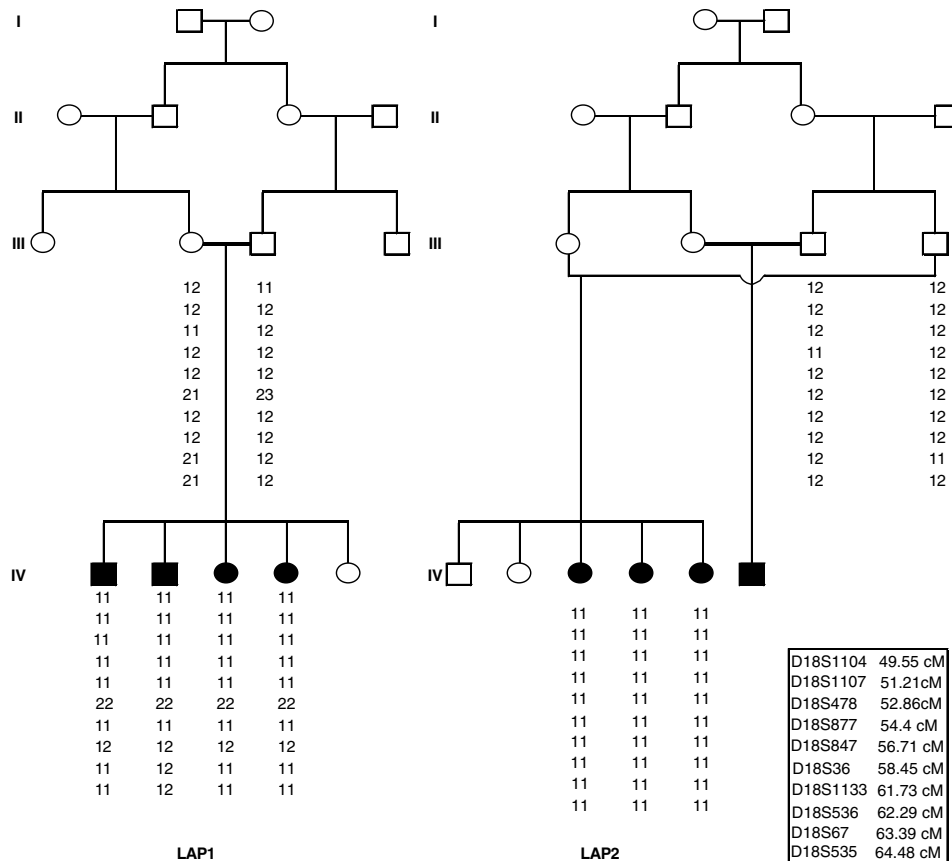 I I
II II
III III
12 11 12 12
12 12 12 12
11 12 12 12
12 12 11 12
12 12 12 12
21 23 12 12
12 12 12 12
12 12 12 12
21 12 12 11
21 12 12 12
IV IV
11 11 11 11
11 11 11
11 11 11 11
11 11 11
11 11 11 11
11 11 11
11 11 11 11
11 11 11
11 11 11 11
11 11 11
22 22 22 22
11 11 11
11 11 11 11
11 11 11
12 12 12 12
11 11 11
11 12 11 11
11 11 11
11 12 11 11
11 11 11
D18S1104 49.55 cM
D18S1107 51.21cM
D18S478 52.86cM
D18S877 54.4 cM
D18S847 56.71 cM
D18S36 58.45 cM
D18S1133 61.73 cM
D18S536 62.29 cM
D18S67 63.39 cM
D18S535 64.48 cM
LAP1 LAP2